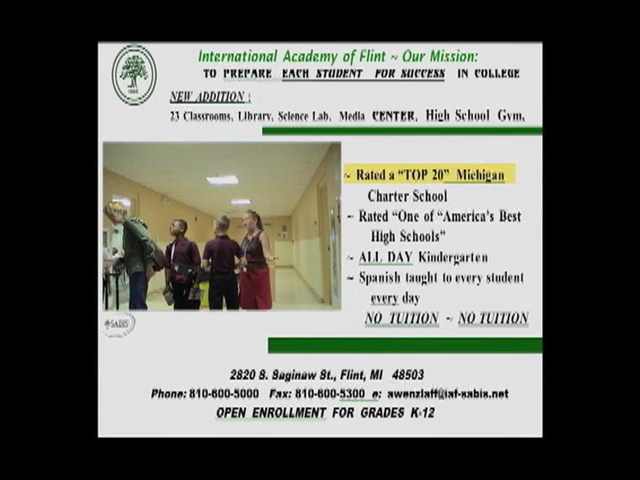 International Academy of Flint ~ Our Mission:
TO PREPARE EACH STUDENT FOR SUCCESS IN COLLEGE
NEW ADDITION :
23 Classrooms, Library, Science Lab, Media CENTER, High School Gym,
~ Rated a “TOP 20” Michigan
Charter School
~ Rated “One of “America's Best
High Schools”
~ ALL DAY Kindergarten
~ Spanish taught to every student
every day
NO TUITION ~ NO TUITION
SABIS
2820 S. Saginaw St., Flint, MI 48503
Phone: 810-600-5000 Fax: 810-600-5300 e: awenzlaff@iaf-sabis.net
OPEN ENROLLMENT FOR GRADES K-12